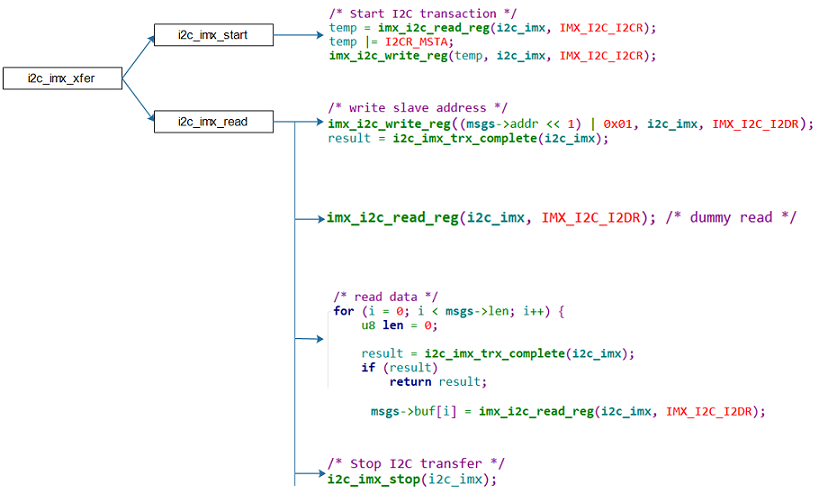 i2c_imx_xfer
i2c_imx_start
/* Start I2C transaction */
temp = imx_i2c_read_reg(i2c_imx, IMX_I2C_I2CR);
temp |= I2CR_MSTA;
imx_i2c_write_reg(temp, i2c_imx, IMX_I2C_I2CR);
i2c_imx_read
/* write slave address */
imx_i2c_write_reg((msgs->addr << 1) | 0x01, i2c_imx, IMX_I2C_I2DR);
result = i2c_imx_trx_complete(i2c_imx);
imx_i2c_read_reg(i2c_imx, IMX_I2C_I2DR); /* dummy read */
/* read data */
for (i = 0; i < msgs->len; i++) {
u8 len = 0;
result = i2c_imx_trx_complete(i2c_imx);
if (result)
return result;
msgs->buf[i] = imx_i2c_read_reg(i2c_imx, IMX_I2C_I2DR);
/* Stop I2C transfer */
i2c_imx_stop(i2c_imx);